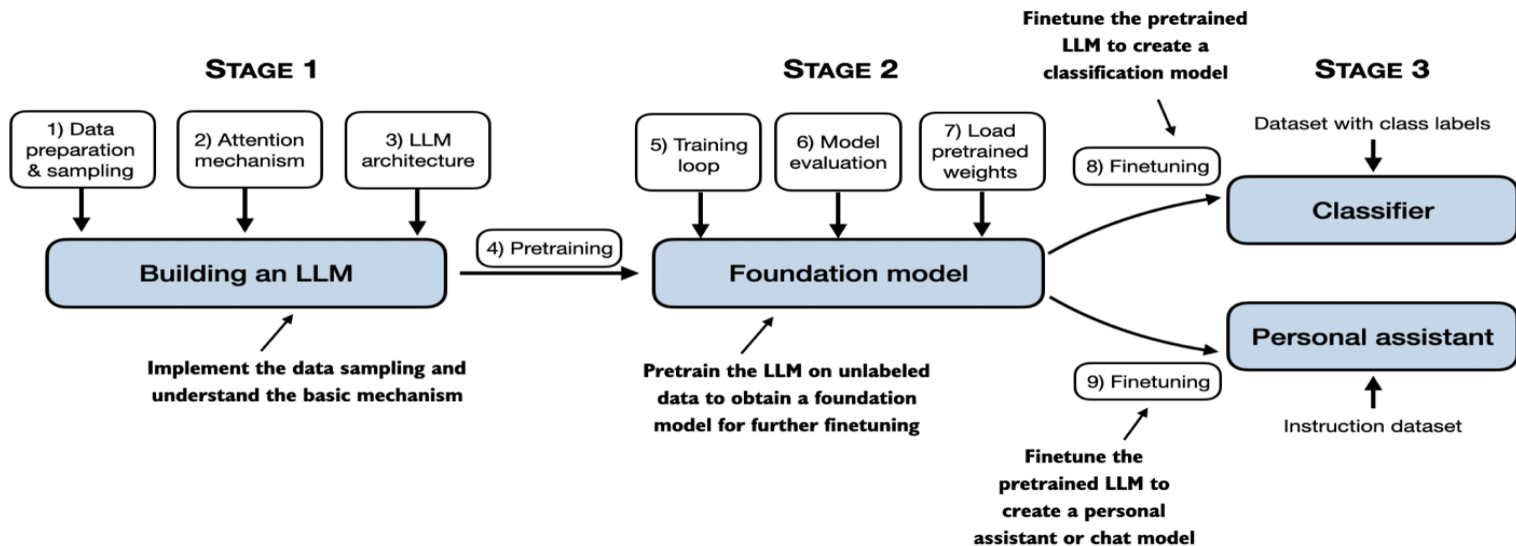 Finetune the pretrained
LLM to create a
classification model
STAGE 1
STAGE 2
STAGE 3
1) Data
preparation
& sampling
2) Attention
mechanism
3) LLM
architecture
5) Training
loop
6) Model
evaluation
7) Load
pretrained
weights
8) Finetuning
Dataset with class labels
Classifier
Building an LLM
4) Pretraining
Foundation model
Personal assistant
Implement the data sampling and
understand the basic mechanism
Pretrain the LLM on unlabeled
data to obtain a foundation
model for further finetuning
9) Finetuning
Instruction dataset
Finetune the
pretrained LLM to
create a personal
assistant or chat model